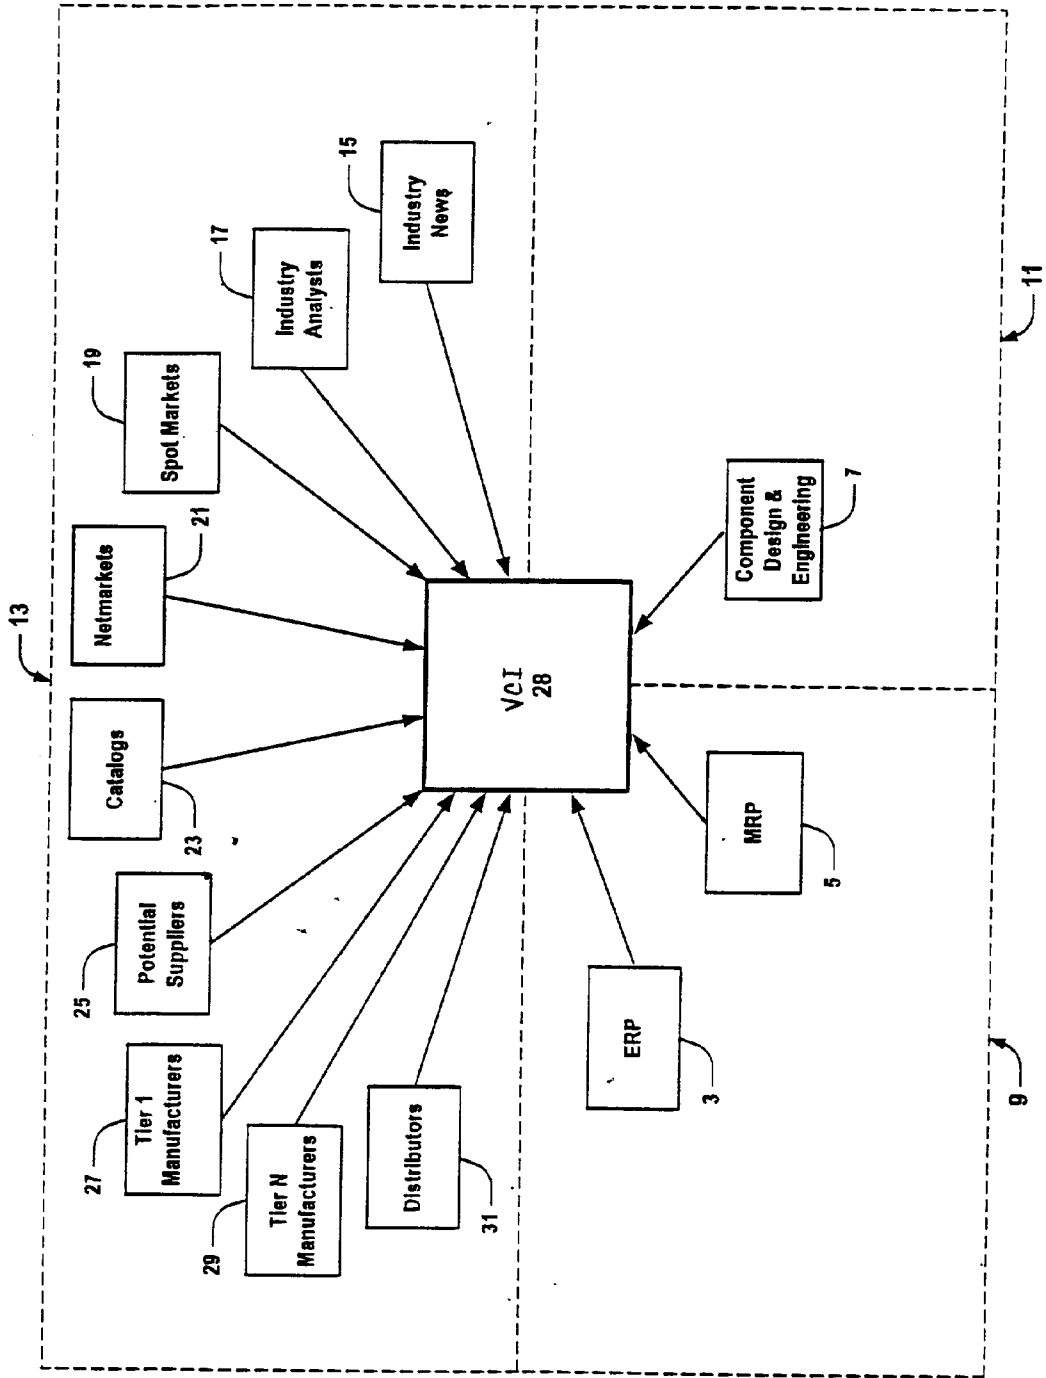 13
27
Tier 1
Manufacturers
25
Potential
Suppliers
Catalogs
23
Netmarkets
21
19
Spot Markets
17
Industry
Analysts
15
Industry
News
29
Tier N
Manufacturers
Distributors
31
VCI
28
ERP
3
MRP
5
Component
Design &
Engineering
7
9
11